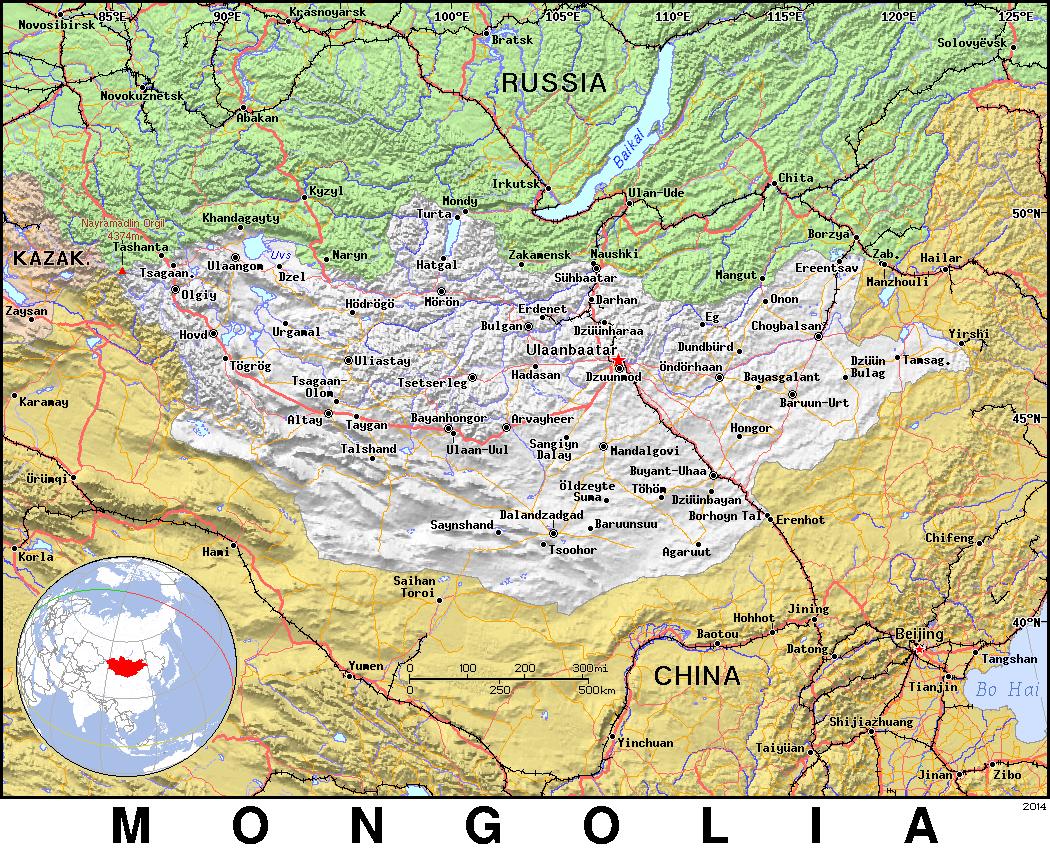 85°E
90°E
100°E
105°E
110°E
115°E
120°E
125°E
Novosibirsk
Krasnoyarsk
Bratsk
Solovyëvsk
RUSSIA
Novokuznetsk
Abakan
Baikal
Irkutsk
Ulan-Ude
Chita
Kyzyl
Mondy
Turta
50°N
Khandagayty
Nayramadlin Orgil
4374m
Tashanta
KAZAK.
Tsagaan.
Ulaangom
Uvs
Dzel
Naryn
Hatgal
Zakamensk
Naushki
Sühbaatar
Borzya
Zab.
Hailar
Ereentsav
Manzhouli
Mangut
Olgiy
Zaysan
Hödrögö
Mörön
Erdenet
Darhan
Onon
Bulgan
Dzüünharaa
Eg
Choybalsan
Hovd
Urgamal
Yirshi
Ulaanbaatar
Dundbürd
Tögrög
Uliastay
Hadasan
Dzuunmod
Öndörhaan
Dzüün
Bulag
Tamsag.
Tsetserleg
Bayasgalant
Tsagaan-
Olom
Baruun-Urt
Karamay
Altay
Taygan
Bayanhongor
Arvayheer
45°N
Hongor
Talshand
Ulaan-Uul
Sangiyn
Dalay
Mandalgovi
Ürümqi
Buyant-Uhaa
Öldzeyte
Suma
Töhöm
Dzüünbayan
Dalandzadgad
Borhoyn Tal
Erenhot
Saynshand
Baruunsuu
Chifeng
Korla
Hami
Tsoohor
Agaruut
Saihan
Toroi
Hohhot
Jining
40°N
Baotou
Datong
Beijing
Tangshan
Yumen
0
100
200
300mi
0
250
500km
CHINA
Tianjin
Bo Hai
Shijiazhuang
Yinchuan
Taiyüan
Jinan
Zibo
2014
MONGOLIA